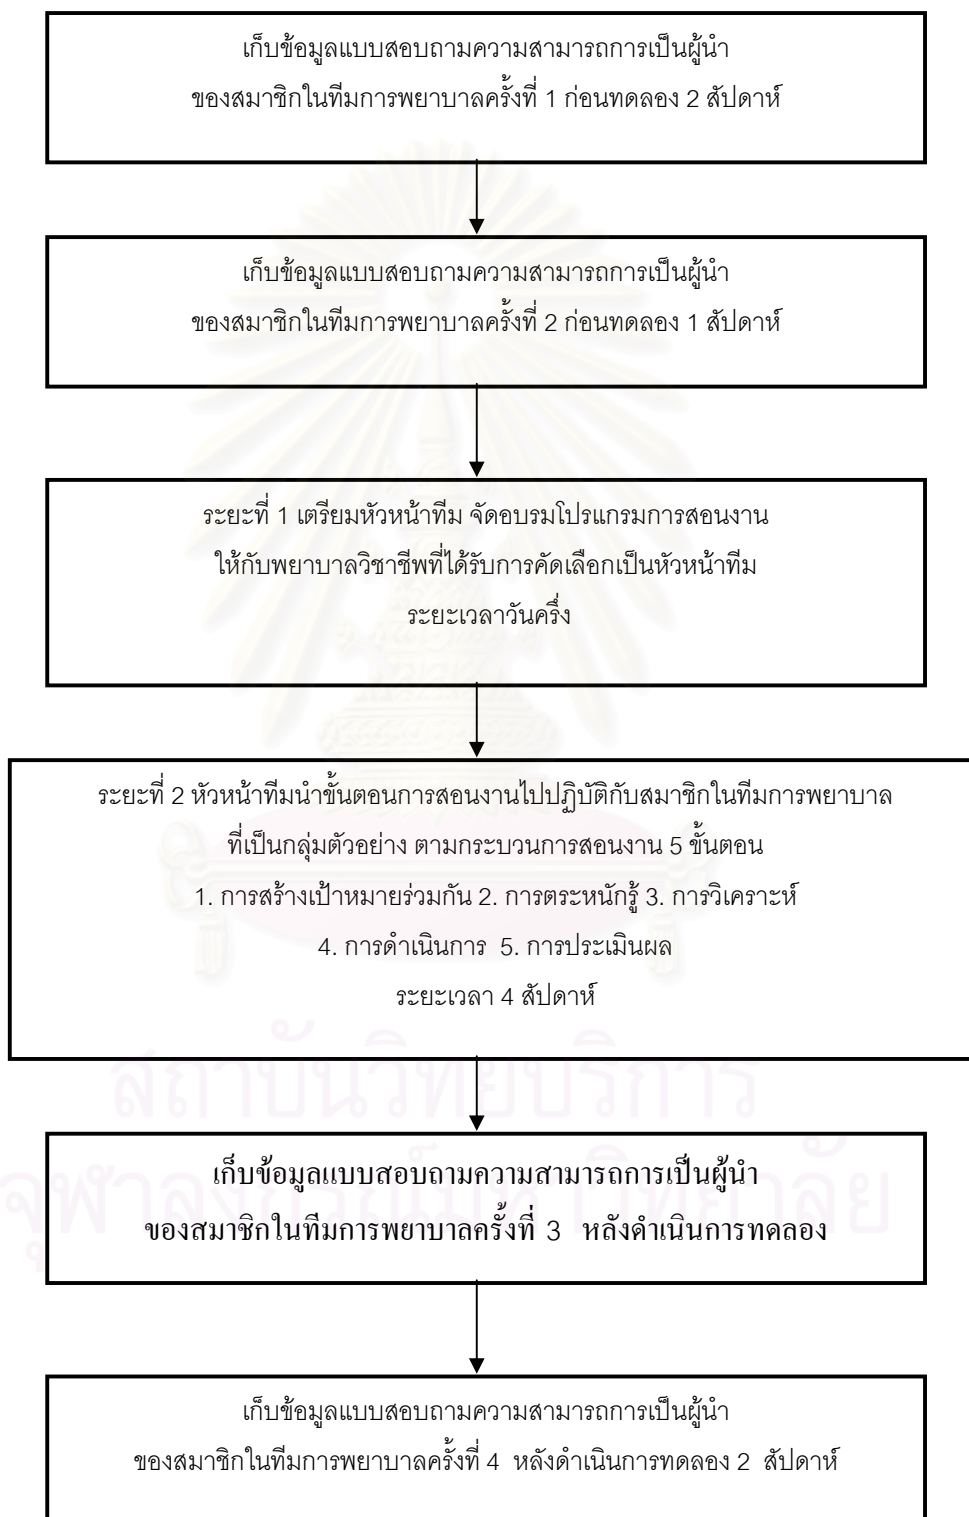 เก็บข้อมูลแบบสอบถามความสามารถการเป็นผู้นำ
ของสมาชิกในทีมการพยาบาลครั้งที่ 1 ก่อนทดลอง 2 สัปดาห์
เก็บข้อมูลแบบสอบถามความสามารถการเป็นผู้นำ
ของสมาชิกในทีมการพยาบาลครั้งที่ 2 ก่อนทดลอง 1 สัปดาห์
ระยะที่ 1 เตรียมหัวหน้าทีม จัดอบรมโปรแกรมการสอนงาน
ให้กับพยาบาลวิชาชีพที่ได้รับการคัดเลือกเป็นหัวหน้าทีม
ระยะเวลาวันครึ่ง
ระยะที่ 2 หัวหน้าทีมนำขั้นตอนการสอนงานไปปฏิบัติกับสมาชิกในทีมการพยาบาล
ที่เป็นกลุ่มตัวอย่าง ตามกระบวนการสอนงาน 5 ขั้นตอน
1. การสร้างเป้าหมายร่วมกัน 2. การตระหนักรู้ 3. การวิเคราะห์
4. การดำเนินการ 5. การประเมินผล
ระยะเวลา 4 สัปดาห์
สถาบันวิทยบริการ
จุฬาลงกรณ์มหาวิทยาลัย
เก็บข้อมูลแบบสอบถามความสามารถการเป็นผู้นำ
ของสมาชิกในทีมการพยาบาลครั้งที่ 3 หลังดำเนินการทดลอง
เก็บข้อมูลแบบสอบถามความสามารถการเป็นผู้นำ
ของสมาชิกในทีมการพยาบาลครั้งที่ 4 หลังดำเนินการทดลอง 2 สัปดาห์